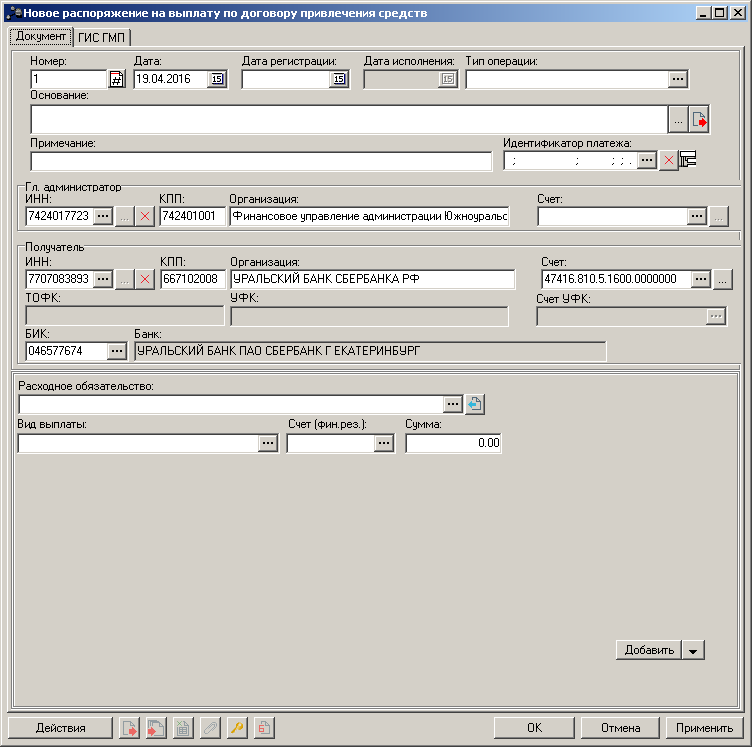 Новое распоряжение на выплату по договору привлечения средств
Документ ГИС ГМП
Номер: Дата: Дата регистрации: Дата исполнения: Тип операции:
1 # 19.04.2016 15 15 15 ...
Основание:
...
Примечание: Идентификатор платежа:
; ; ; ; . ...
Гл. администратор
ИНН: КПП: Организация: Счет:
7424017723 ... ... 742401001 Финансовое управление администрации Южноуральс ... ...
Получатель
ИНН: КПП: Организация: Счет:
7707083893 ... ... 667102008 УРАЛЬСКИЙ БАНК СБЕРБАНКА РФ 47416.810.5.1600.0000000 ... ...
ТОФК: УФК: Счет УФК:
...
БИК: Банк:
046577674 ... УРАЛЬСКИЙ БАНК ПАО СБЕРБАНК Г ЕКАТЕРИНБУРГ
Расходное обязательство:
...
Вид выплаты: Счет (фин.рез.): Сумма:
... ... 0.00
Добавить
Действия OK Отмена Применить